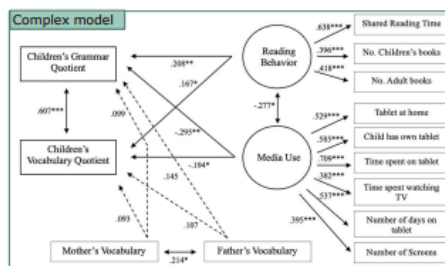 Complex model
Children's Grammar
Quotient
Children's
Vocabulary Quotient
Reading
Behavior
Media Use
Mother's Vocabulary
Father's Vocabulary
Shared Reading Time
No. Children's books
No. Adult books
Tablet at home
Child has own tablet
Time spent on tablet
Time spent watching
TV
Number of days on
tablet
Number of Screens
.638***
.396***
.418***
.208**
.167*
-.277*
.607***
.099
-.295**
-.194*
.145
.093
.107
.214*
.529***
.585***
.709***
.382***
.537***
.395***